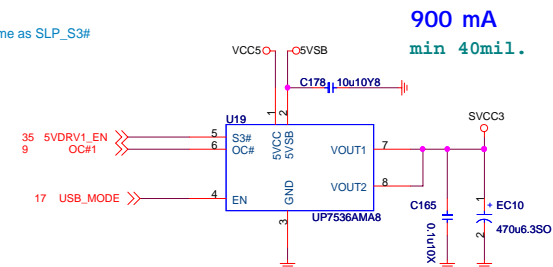 900 mA
me as SLP_S3#
min 40mil.
VCC5
5VSB
C178
10u10Y8
U19
1
2
SVCC3
35 5VDRV1_EN
5
S3#
5VCC
5VSB
VOUT1
7
9 OC#1
6
OC#
VOUT2
8
17 USB_MODE
4
EN
GND
3
UP7536AMA8
C165
0.1u10X
1
+
EC10
2
470u6.3SO